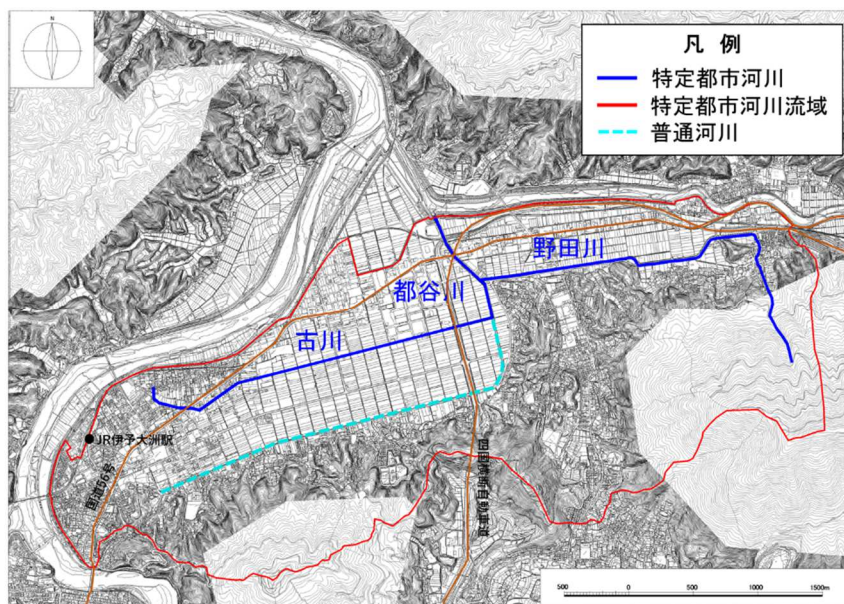 N
凡 例
特定都市河川
特定都市河川流域
普通河川
野田川
都谷川
古川
JR伊予大洲駅
国道56号
四国横断自動車道
500 0 500 1000 1500m